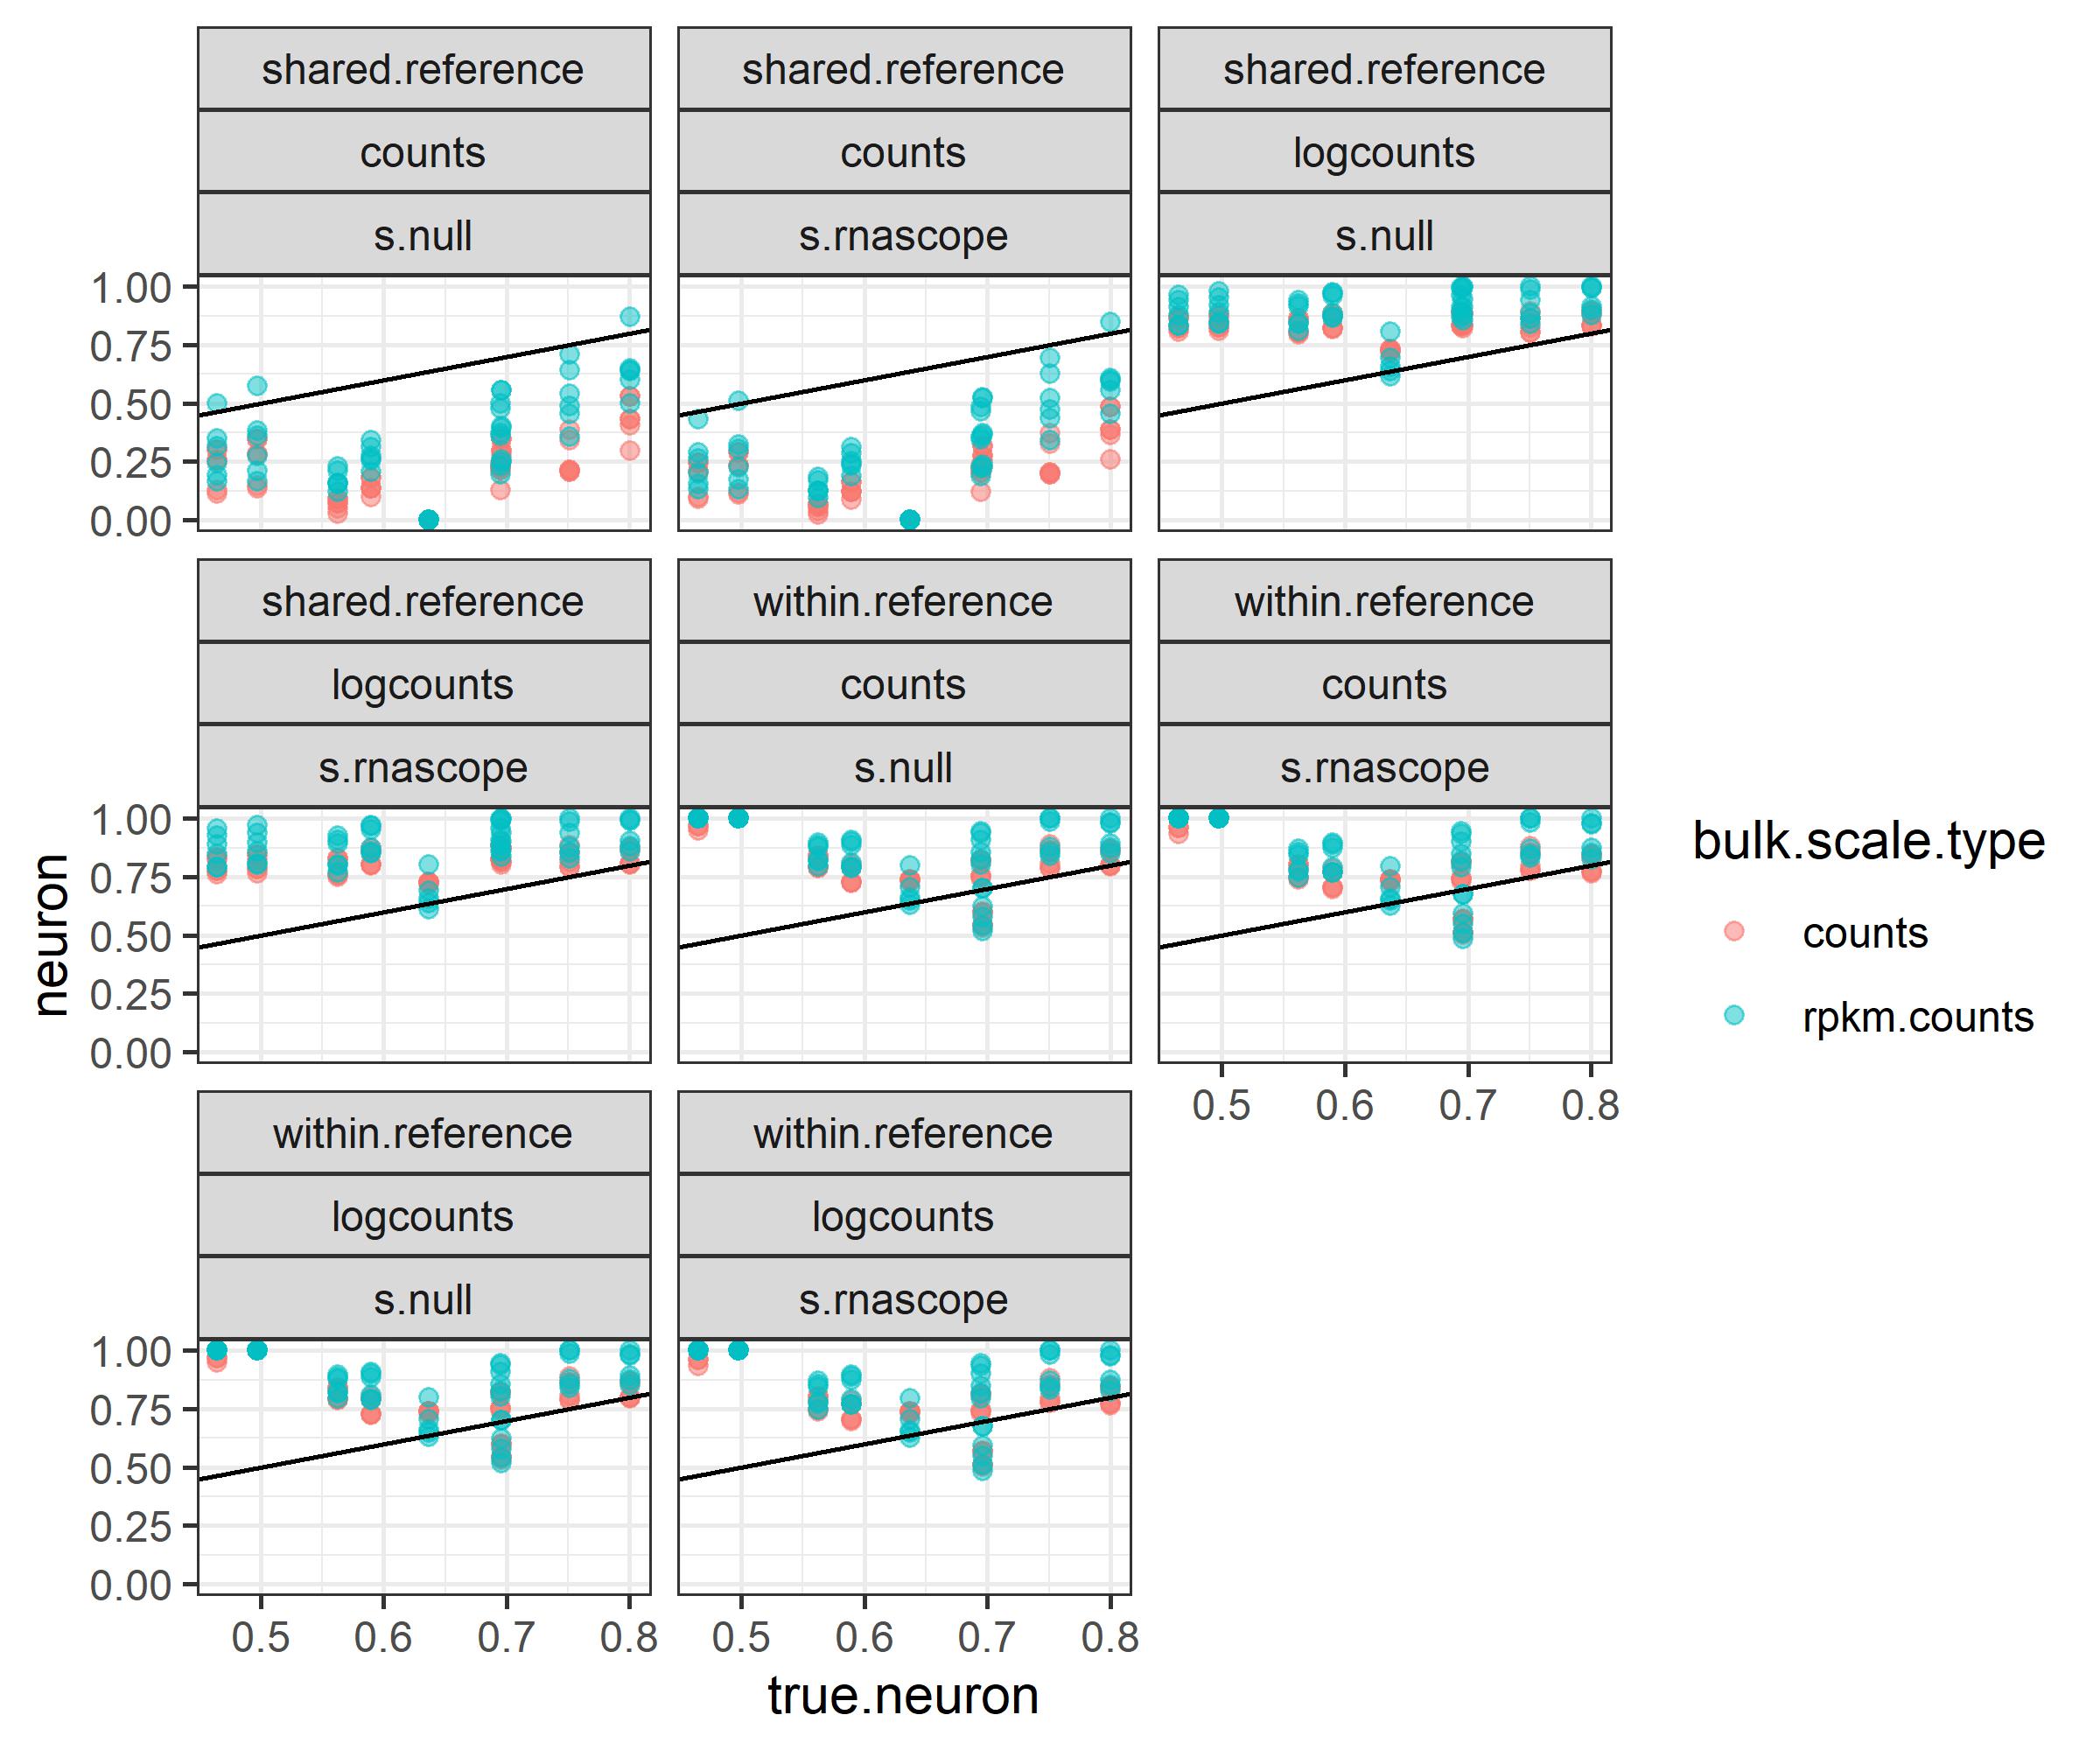 shared.reference shared.reference shared.reference
counts counts logcounts
s.null s.rnascope s.null
1.00
0.75
0.50
0.25
0.00
shared.reference within.reference within.reference
logcounts counts counts
s.rnascope s.null s.rnascope
1.00
0.75
0.50
0.25
0.00
0.5 0.6 0.7 0.8
within.reference within.reference
logcounts logcounts
s.null s.rnascope
1.00
0.75
0.50
0.25
0.00
0.5 0.6 0.7 0.8 0.5 0.6 0.7 0.8
true.neuron
neuron
bulk.scale.type
counts
rpkm.counts